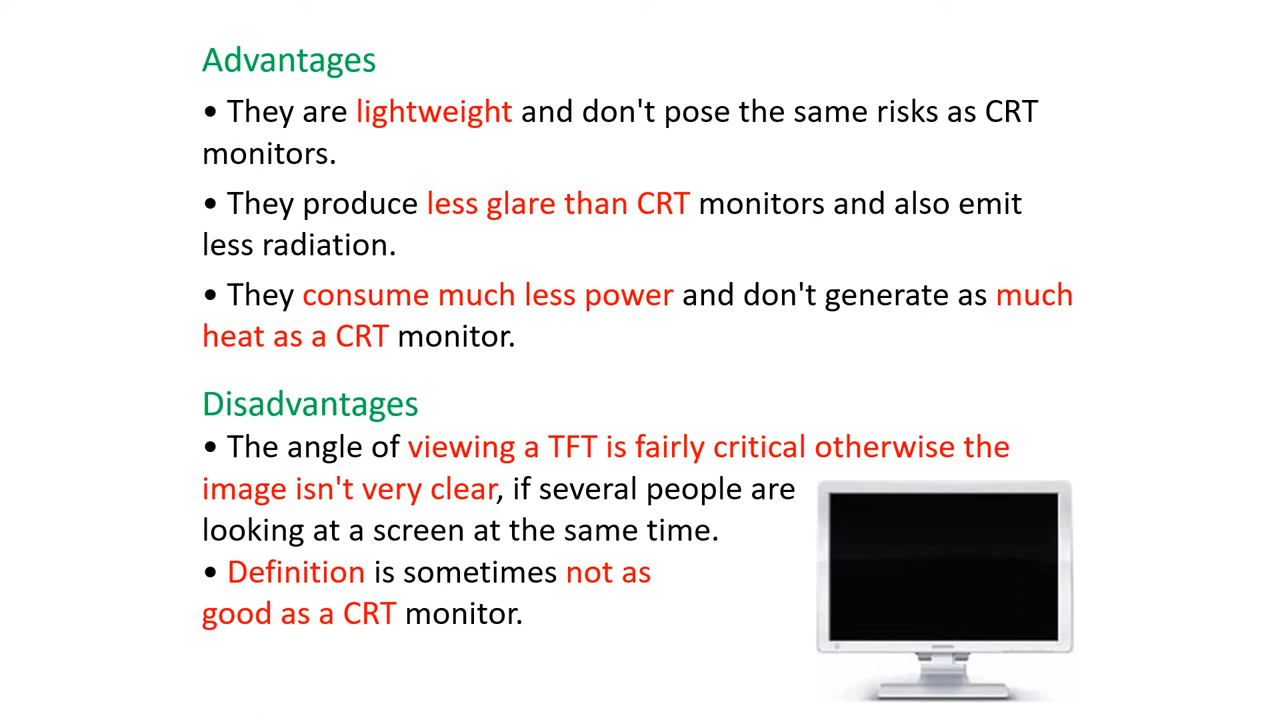 Advantages
• They are lightweight and don't pose the same risks as CRT
monitors.
• They produce less glare than CRT monitors and also emit
less radiation.
• They consume much less power and don't generate as much
heat as a CRT monitor.
Disadvantages
• The angle of viewing a TFT is fairly critical otherwise the
image isn't very clear, if several people are
looking at a screen at the same time.
• Definition is sometimes not as
good as a CRT monitor.